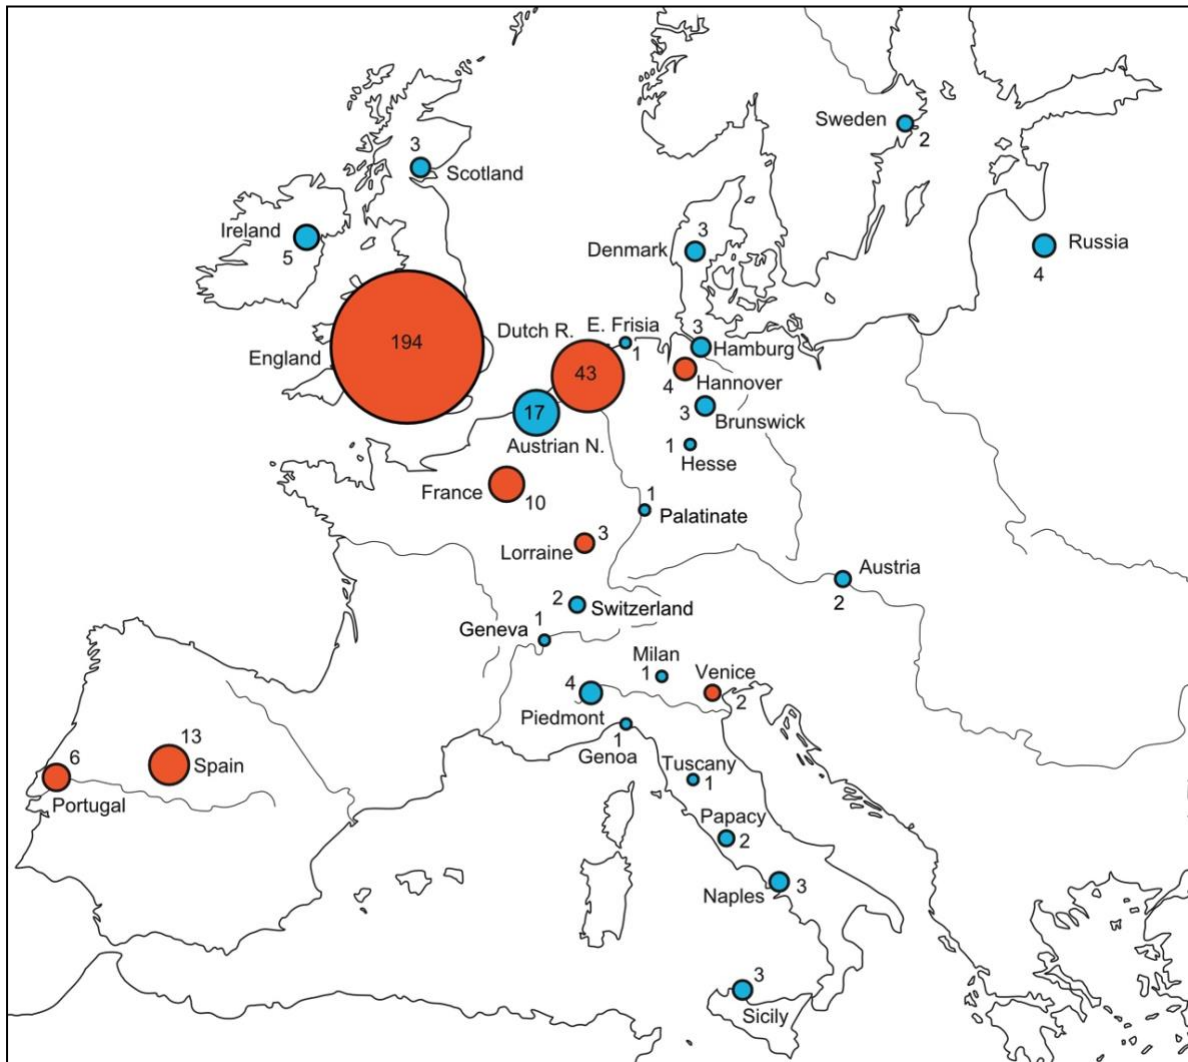 Sweden
2
3
Scotland
Ireland
5
3
Denmark
Russia
4
194
England
Dutch R.
43
E. Frisia
1
3
Hamburg
4
Hannover
17
Austrian N.
3
Brunswick
1
Hesse
France
10
1
Palatinate
Lorraine
3
Austria
2
2
Switzerland
Geneva
1
Milan
1
Venice
2
4
Piedmont
1
Genoa
13
Spain
6
Portugal
Tuscany
1
Papacy
2
Naples
3
3
Sicily